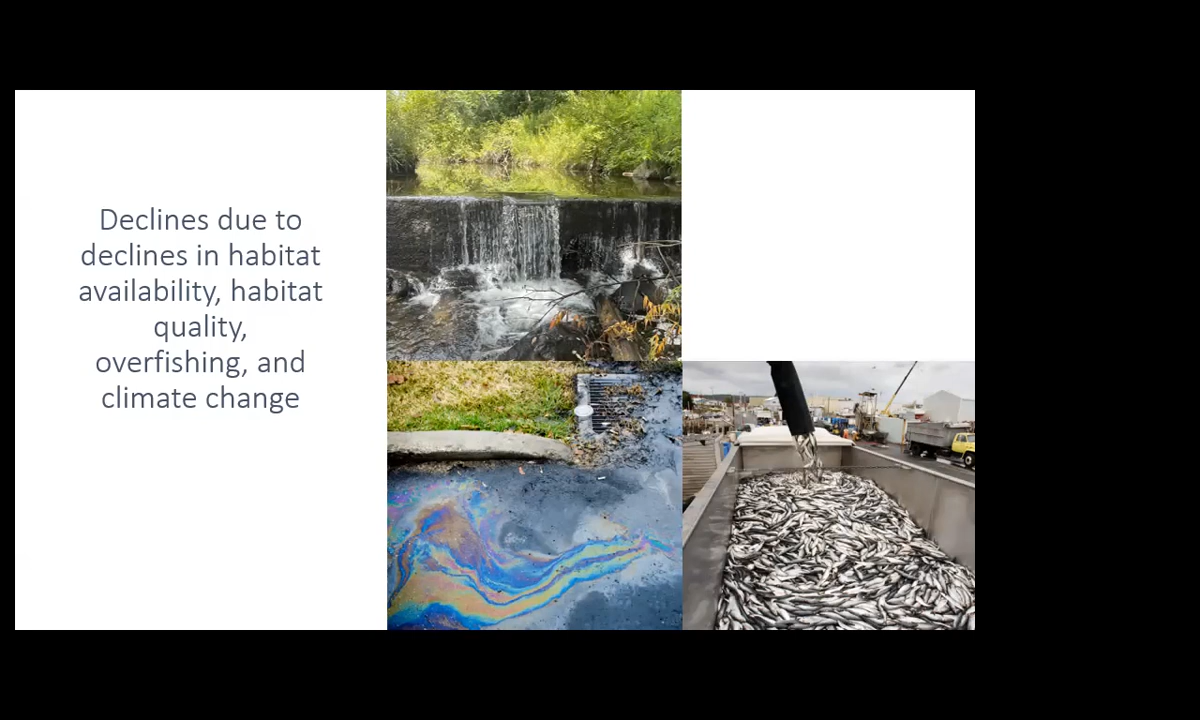 Declines due to
declines in habitat
availability, habitat
quality,
overfishing, and
climate change